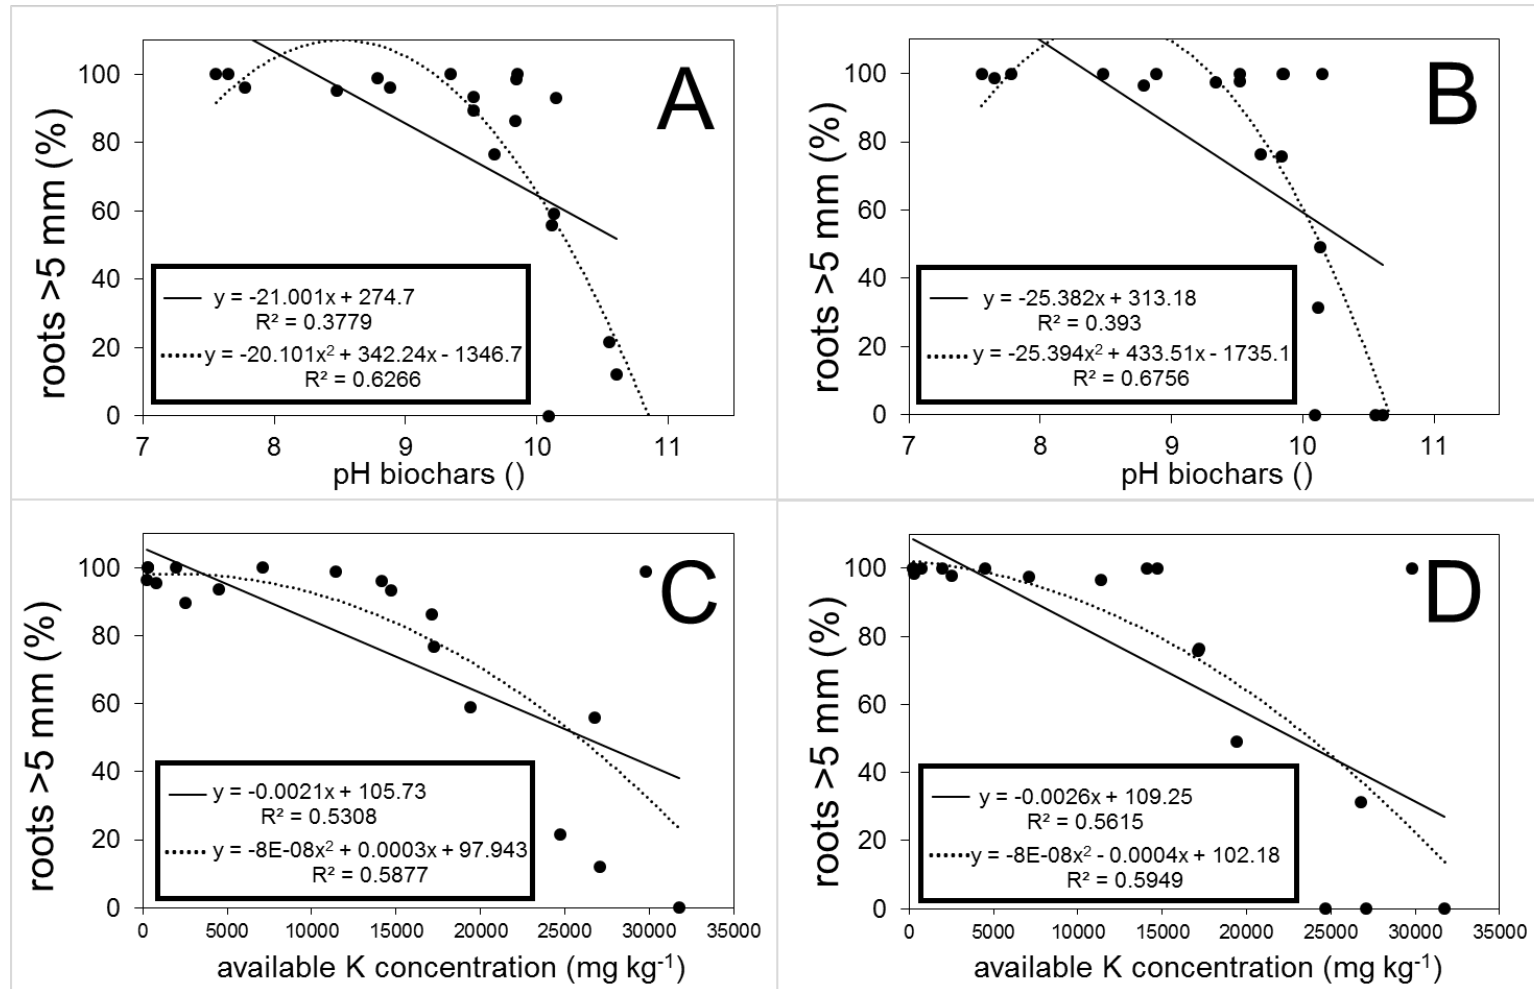 A
roots >5 mm (%)
100
80
60
40
20
0
y = -21.001x + 274.7
R² = 0.3779
y = -20.101x² + 342.24x - 1346.7
R² = 0.6266
7 8 9 10 11
pH biochars ()
B
roots >5 mm (%)
100
80
60
40
20
0
y = -25.382x + 313.18
R² = 0.393
y = -25.394x² + 433.51x - 1735.1
R² = 0.6756
7 8 9 10 11
pH biochars ()
C
roots >5 mm (%)
100
80
60
40
20
0
y = -0.0021x + 105.73
R² = 0.5308
y = -8E-08x² + 0.0003x + 97.943
R² = 0.5877
0 5000 10000 15000 20000 25000 30000 35000
available K concentration (mg kg⁻¹)
D
roots >5 mm (%)
100
80
60
40
20
0
y = -0.0026x + 109.25
R² = 0.5615
y = -8E-08x² - 0.0004x + 102.18
R² = 0.5949
0 5000 10000 15000 20000 25000 30000 35000
available K concentration (mg kg⁻¹)